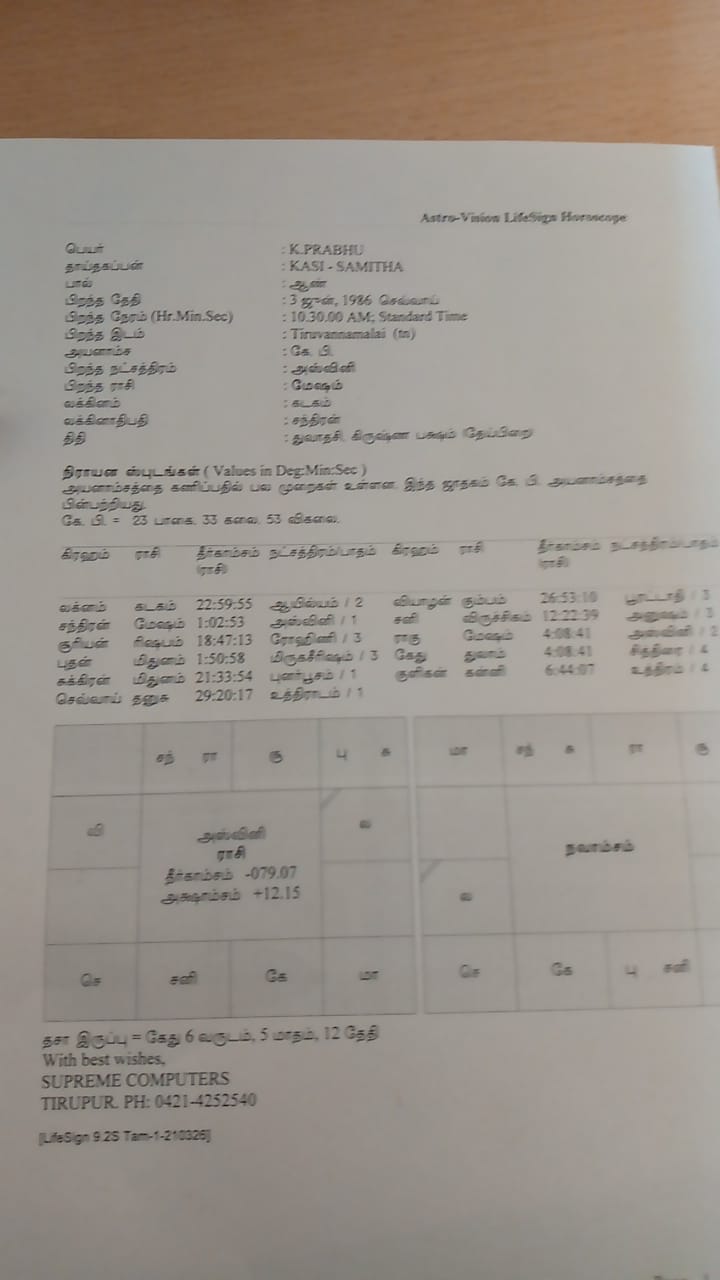 Astro-Vision LifeSign Horoscope
பெயர் : K.PRABHU
தாய்தகப்பன் : KASI - SAMITHA
பால் : ஆண்
பிறந்த தேதி : 3 ஜூன், 1986 செவ்வாய்
பிறந்த நேரம் (Hr.Min.Sec) : 10.30.00 AM; Standard Time
பிறந்த இடம் : Tiruvannamalai (tn)
அயனாம்ச : கே. பி.
பிறந்த நட்சத்திரம் : அஸ்வினி
பிறந்த ராசி : மேஷம்
லக்கினம் : கடகம்
லக்கினாதிபதி : சந்திரன்
திதி : துவாதசி, கிருஷ்ண பக்ஷம் (தேய்பிறை)
நிராயன ஸ்புடங்கள் ( Values in Deg:Min:Sec )
அயனாம்சத்தை கணிப்பதில் பல முறைகள் உள்ளன. இந்த ஜாதகம் கே. பி. அயனாம்சத்தை
பின்பற்றியது.
கே. பி. = 23 பாகை. 33 கலை. 53 விகலை.
கிரஹம் ராசி தீர்காம்சம் நட்சத்திரம்/பாதம் கிரஹம் ராசி தீர்காம்சம் நட்சத்திரம்/பாதம்
(ராசி) (ராசி)
லக்னம் கடகம் 22:59:55 ஆயில்யம் / 2 வியாழன் கும்பம் 26:53:10 பூரட்டாதி / 3
சந்திரன் மேஷம் 1:02:53 அஸ்வினி / 1 சனி விருச்சிகம் 12:22:39 அனுஷம் / 3
சூரியன் ரிஷபம் 18:47:13 ரோஹிணி / 3 ராகு மேஷம் 4:08:41 அஸ்வினி / 2
புதன் மிதுனம் 1:50:58 மிருகசீரிஷம் / 3 கேது துலாம் 4:08:41 சித்திரை / 4
சுக்கிரன் மிதுனம் 21:33:54 புனர்பூசம் / 1 குளிகன் கன்னி 6:44:07 உத்திரம் / 4
செவ்வாய் தனுசு 29:20:17 உத்திராடம் / 1
சந் ரா கு பு சு மா சந் சு ரா கு
வி அஸ்வினி ல
ராசி நவாம்சம்
தீர்காம்சம் -079.07
அக்ஷாம்சம் +12.15 ல
செ சனி கே மா செ கே பு சனி
தசா இருப்பு = கேது 6 வருடம், 5 மாதம், 12 தேதி
With best wishes,
SUPREME COMPUTERS
TIRUPUR. PH: 0421-4252540
[LifeSign 9.2S Tam-1-210326]